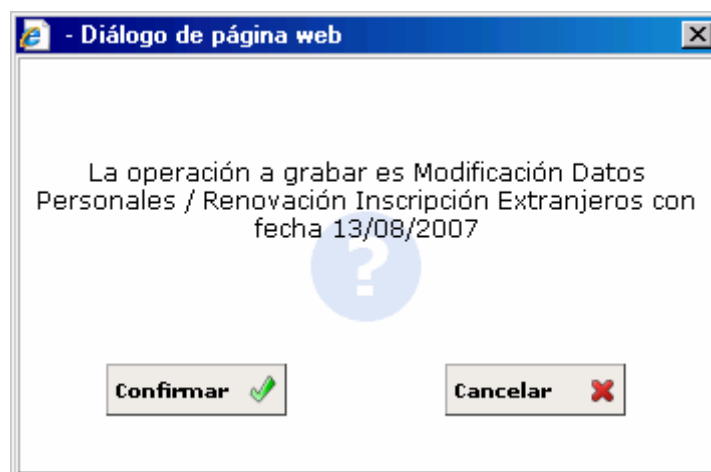 - Diálogo de página web
La operación a grabar es Modificación Datos
Personales / Renovación Inscripción Extranjeros con
fecha 13/08/2007
?
Confirmar
Cancelar